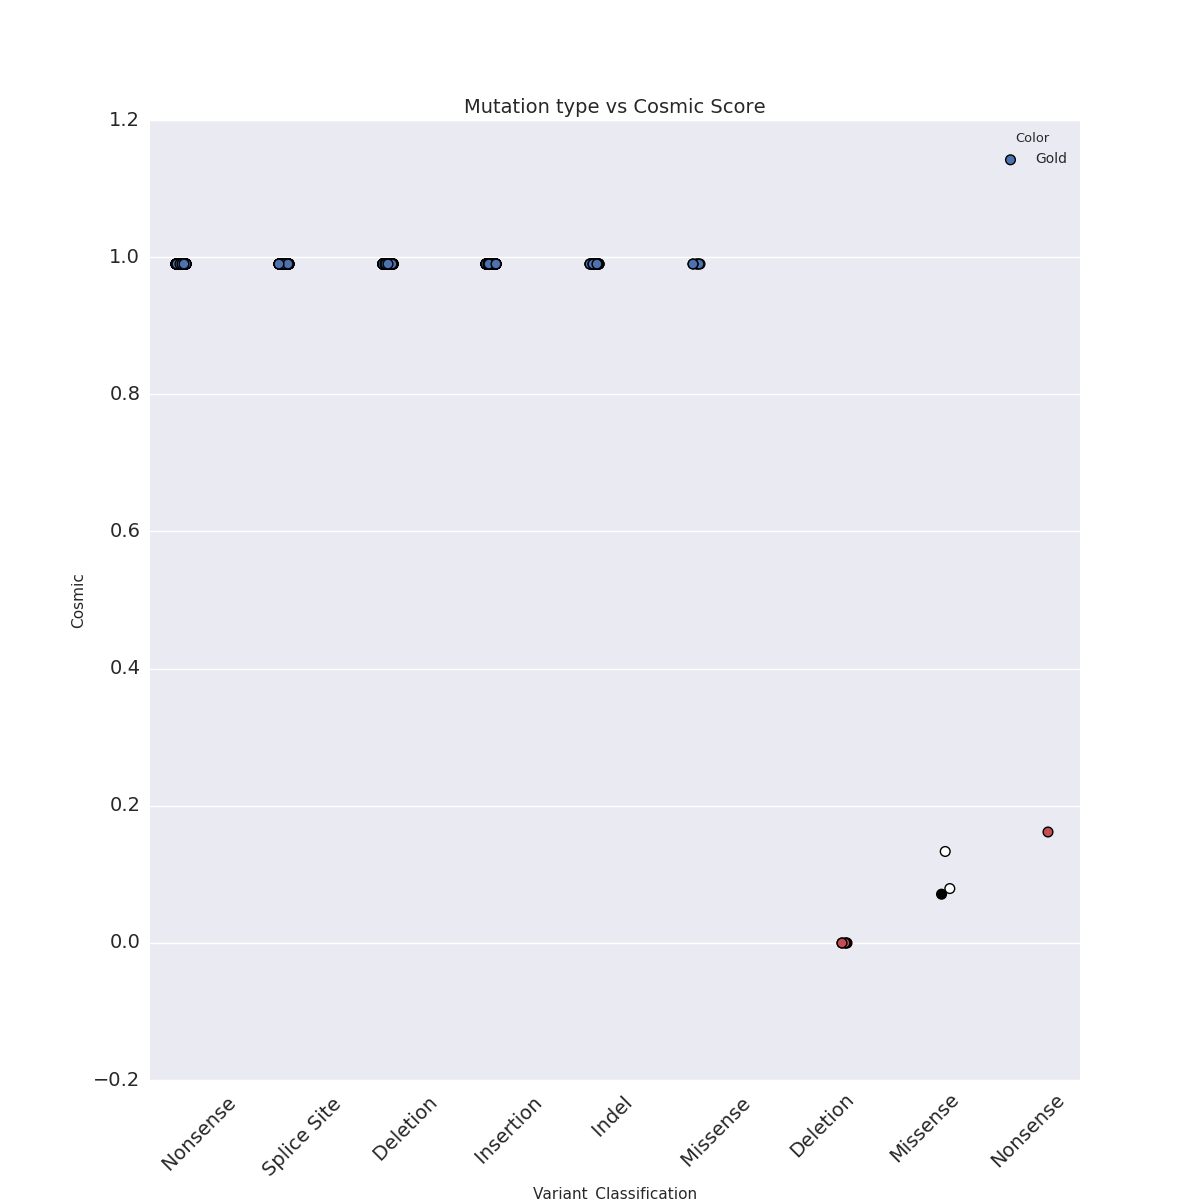 Mutation type vs Cosmic Score
1.2
Color
Gold
1.0
0.8
0.6
Cosmic
0.4
0.2
0.0
−0.2
Nonsense
Splice Site
Deletion
Insertion
Indel
Missense
Deletion
Missense
Nonsense
Variant_Classification